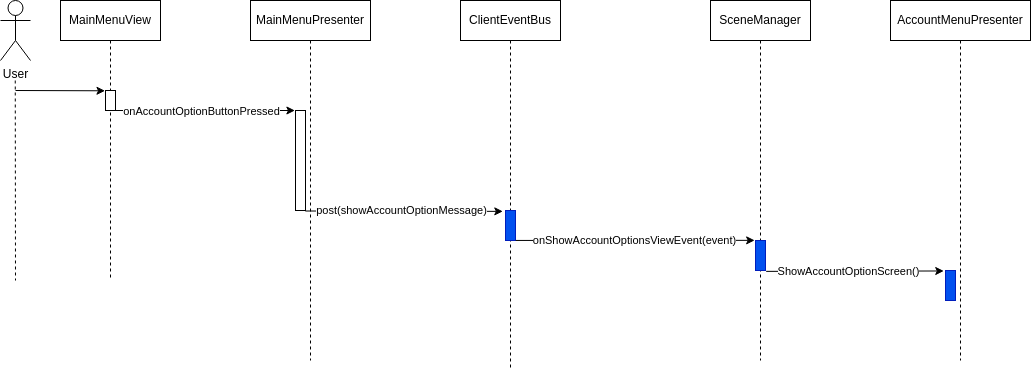 MainMenuView
MainMenuPresenter
ClientEventBus
SceneManager
AccountMenuPresenter
User
onAccountOptionButtonPressed
post(showAccountOptionMessage)
onShowAccountOptionsViewEvent(event)
ShowAccountOptionScreen()